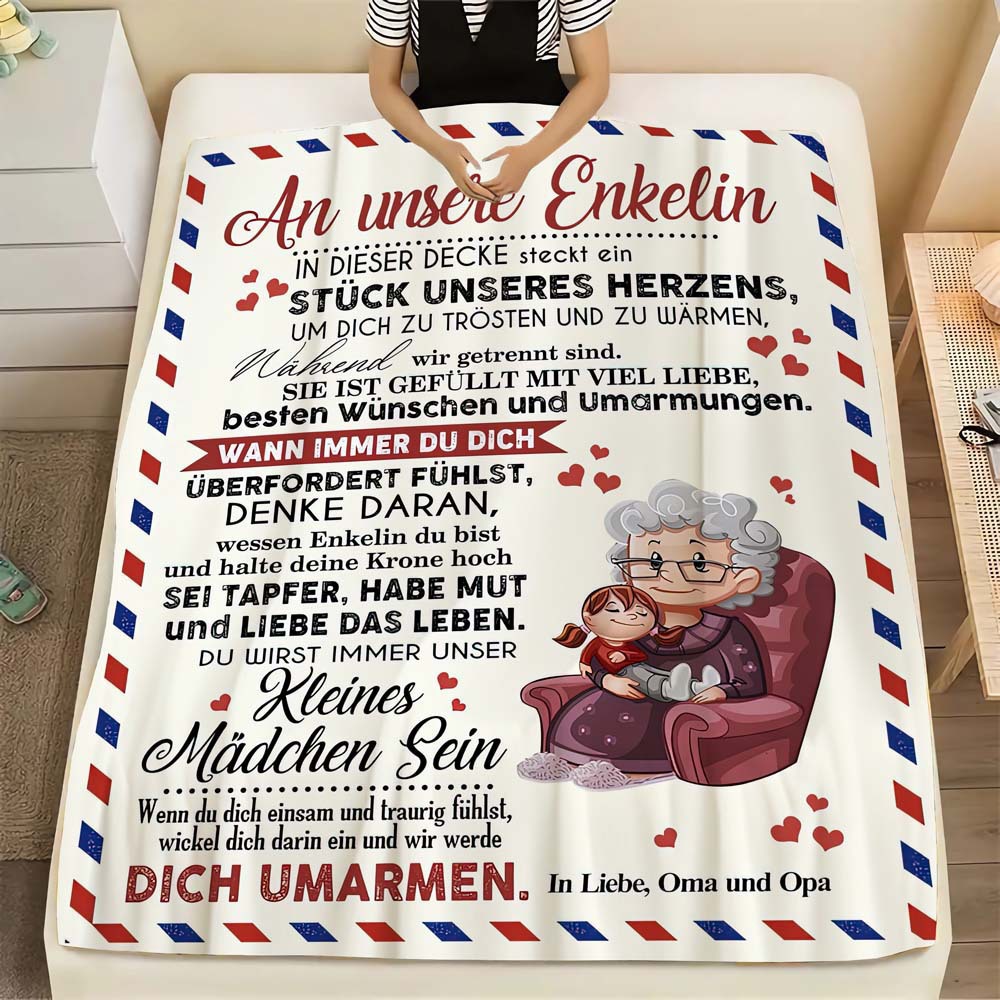 An unsere Enkelin
IN DIESER DECKE steckt ein
STÜCK UNSERES HERZENS,
UM DICH ZU TRÖSTEN UND ZU WÄRMEN,
Während wir getrennt sind.
SIE IST GEFÜLLT MIT VIEL LIEBE,
besten Wünschen und Umarmungen.
WANN IMMER DU DICH
ÜBERFORDERT FÜHLST,
DENKE DARAN,
wessen Enkelin du bist
und halte deine Krone hoch
SEI TAPFER, HABE MUT
und LIEBE DAS LEBEN.
DU WIRST IMMER UNSER
Kleines
Mädchen Sein
Wenn du dich einsam und traurig fühlst,
wickel dich darin ein und wir werde
DICH UMARMEN.
In Liebe, Oma und Opa